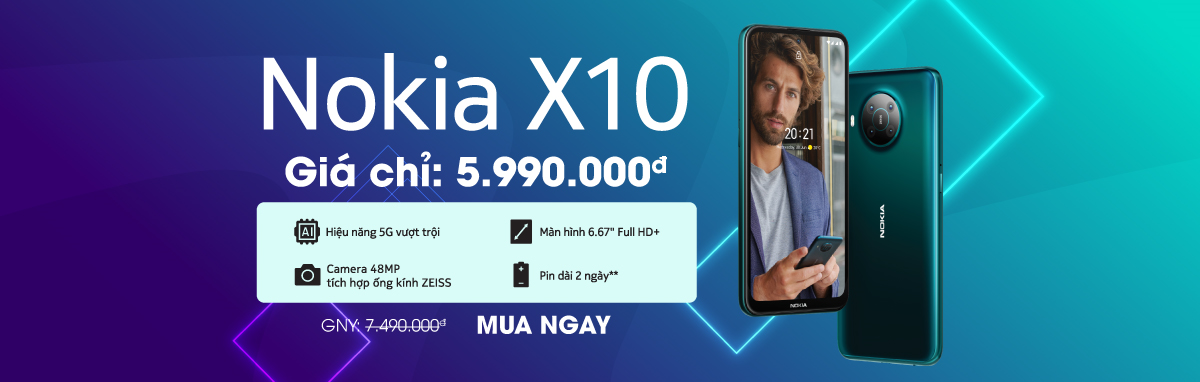 Nokia X10
Giá chỉ: 5.990.000đ
AI
Hiệu năng 5G vượt trội
Màn hình 6.67" Full HD+
Camera 48MP
tích hợp ống kính ZEISS
Pin dài 2 ngày**
GNY: 7.490.000đ
MUA NGAY
20:21
NOKIA
NOKIA